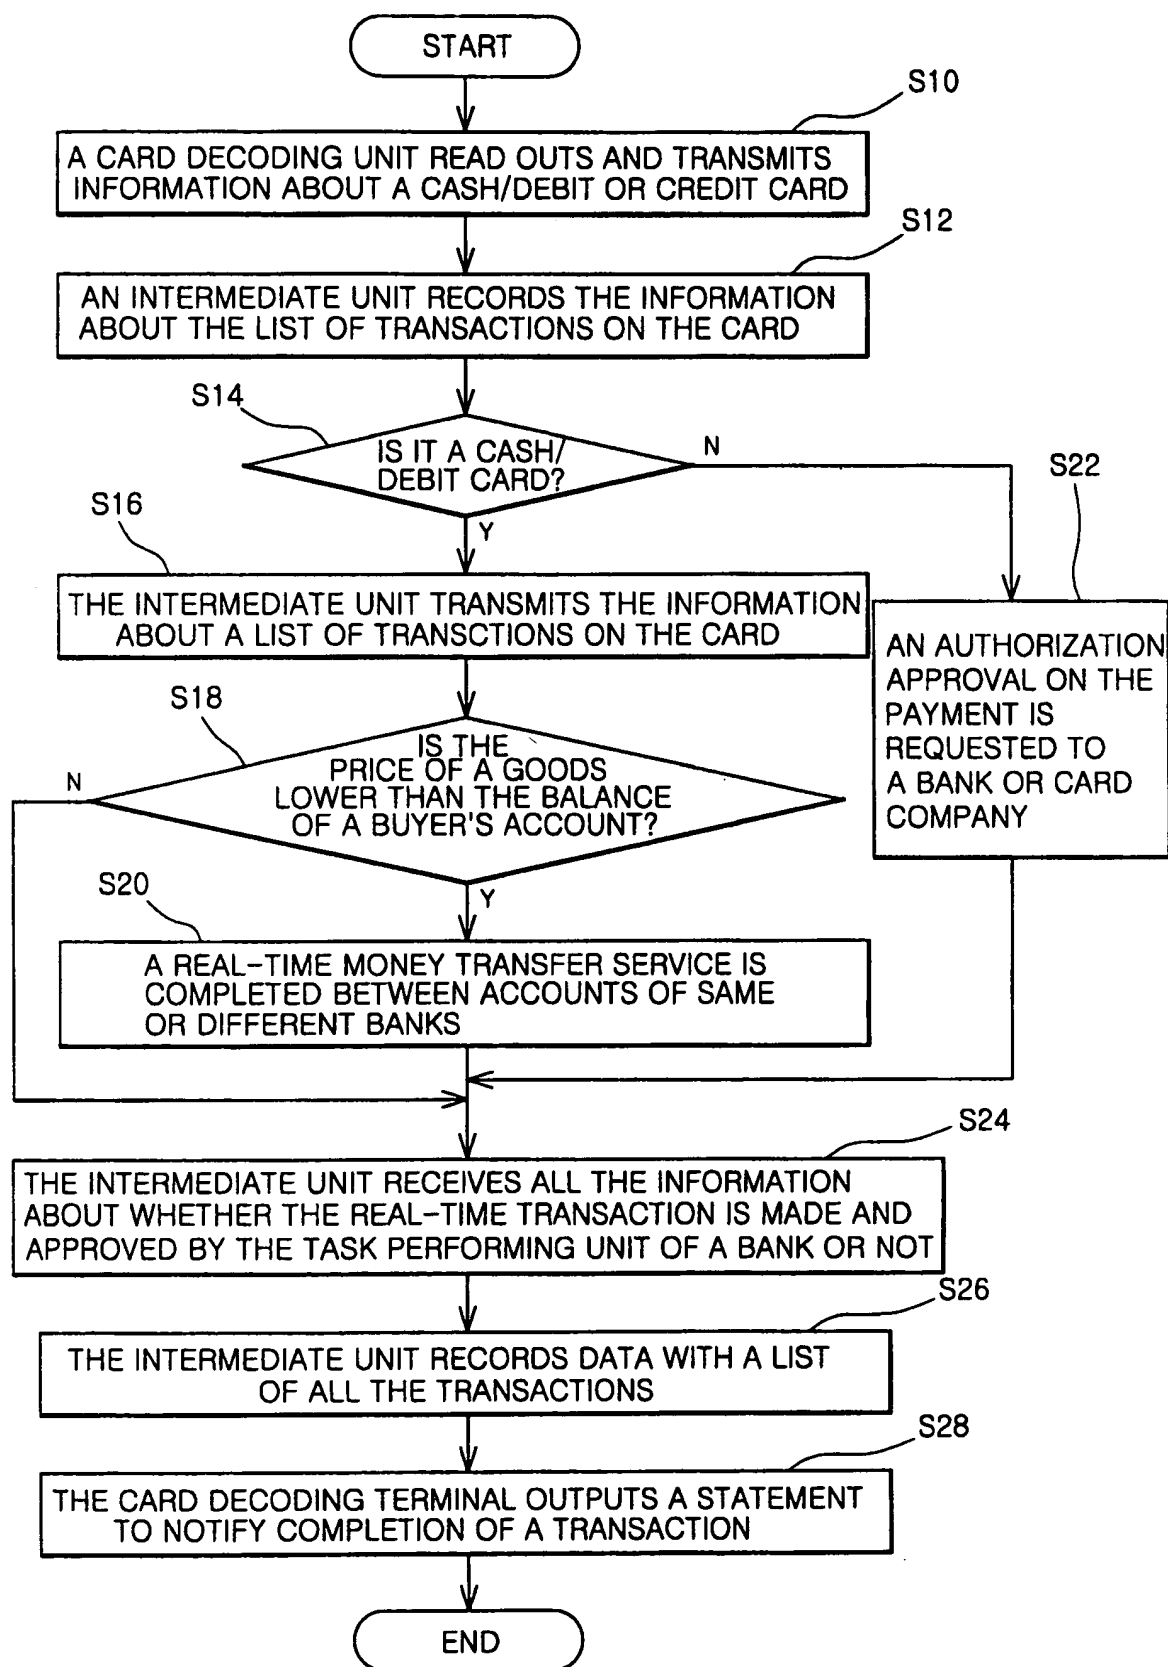 START
S10
A CARD DECODING UNIT READ OUTS AND TRANSMITS
INFORMATION ABOUT A CASH/DEBIT OR CREDIT CARD
S12
AN INTERMEDIATE UNIT RECORDS THE INFORMATION
ABOUT THE LIST OF TRANSACTIONS ON THE CARD
S14
IS IT A CASH/
DEBIT CARD?
N
Y
S16
THE INTERMEDIATE UNIT TRANSMITS THE INFORMATION
ABOUT A LIST OF TRANSCTIONS ON THE CARD
S22
AN AUTHORIZATION
APPROVAL ON THE
PAYMENT IS
REQUESTED TO
A BANK OR CARD
COMPANY
S18
IS THE
PRICE OF A GOODS
LOWER THAN THE BALANCE
OF A BUYER'S ACCOUNT?
N
Y
S20
A REAL-TIME MONEY TRANSFER SERVICE IS
COMPLETED BETWEEN ACCOUNTS OF SAME
OR DIFFERENT BANKS
S24
THE INTERMEDIATE UNIT RECEIVES ALL THE INFORMATION
ABOUT WHETHER THE REAL-TIME TRANSACTION IS MADE AND
APPROVED BY THE TASK PERFORMING UNIT OF A BANK OR NOT
S26
THE INTERMEDIATE UNIT RECORDS DATA WITH A LIST
OF ALL THE TRANSACTIONS
S28
THE CARD DECODING TERMINAL OUTPUTS A STATEMENT
TO NOTIFY COMPLETION OF A TRANSACTION
END